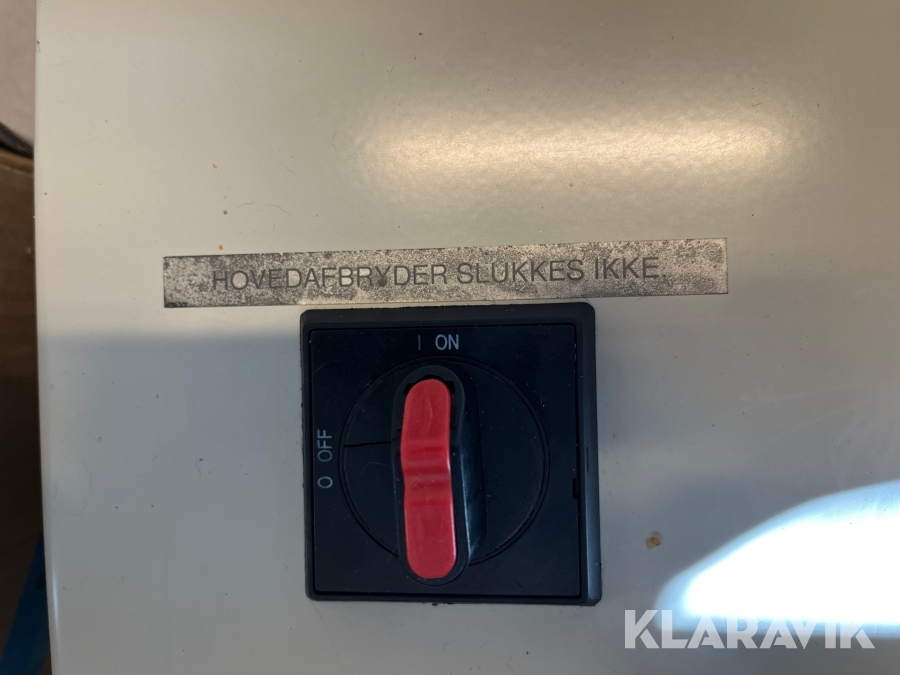 HOVEDAFBRYDER SLUKKES IKKE.
I ON
O OFF
KLARAVIK